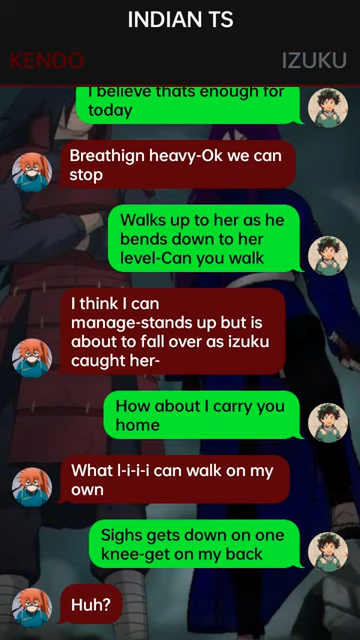 INDIAN TS
KENDO
IZUKU
I believe thats enough for
today
Breathign heavy-Ok we can
stop
Walks up to her as he
bends down to her
level-Can you walk
I think I can
manage-stands up but is
about to fall over as izuku
caught her-
How about I carry you
home
What I-i-i-i can walk on my
own
Sighs gets down on one
knee-get on my back
Huh?